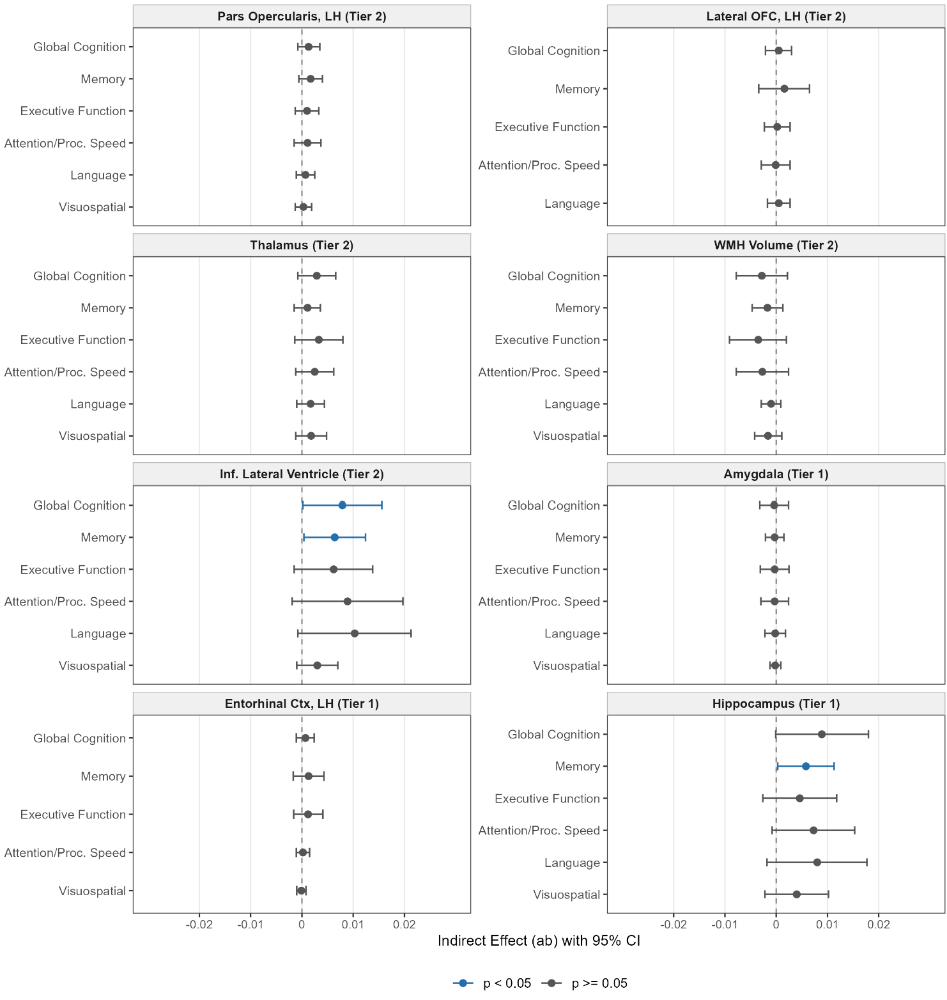 Pars Opercularis, LH (Tier 2)
Global Cognition
Memory
Executive Function
Attention/Proc. Speed
Language
Visuospatial
Lateral OFC, LH (Tier 2)
Global Cognition
Memory
Executive Function
Attention/Proc. Speed
Language
Thalamus (Tier 2)
Global Cognition
Memory
Executive Function
Attention/Proc. Speed
Language
Visuospatial
WMH Volume (Tier 2)
Global Cognition
Memory
Executive Function
Attention/Proc. Speed
Language
Visuospatial
Inf. Lateral Ventricle (Tier 2)
Global Cognition
Memory
Executive Function
Attention/Proc. Speed
Language
Visuospatial
Amygdala (Tier 1)
Global Cognition
Memory
Executive Function
Attention/Proc. Speed
Language
Visuospatial
Entorhinal Ctx, LH (Tier 1)
Global Cognition
Memory
Executive Function
Attention/Proc. Speed
Visuospatial
-0.02 -0.01 0 0.01 0.02
Hippocampus (Tier 1)
Global Cognition
Memory
Executive Function
Attention/Proc. Speed
Language
Visuospatial
-0.02 -0.01 0 0.01 0.02
Indirect Effect (ab) with 95% CI
p < 0.05 p >= 0.05